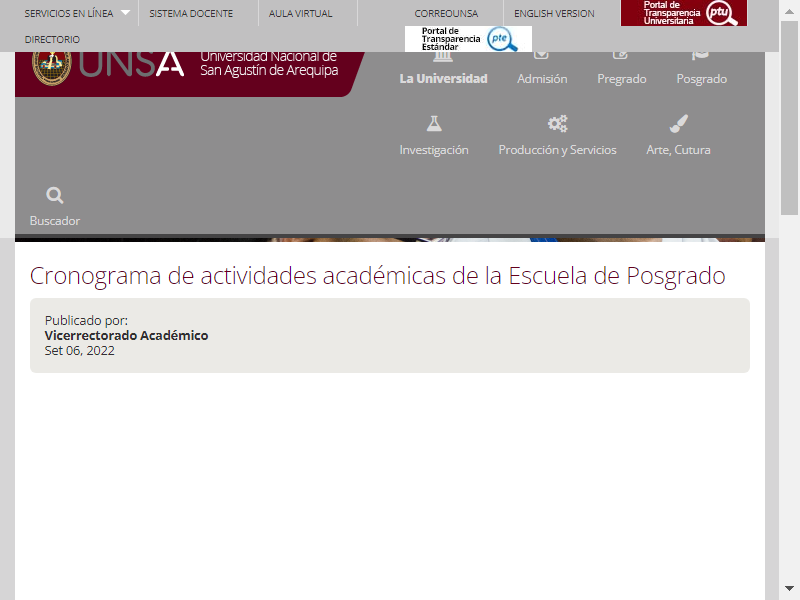 SERVICIOS EN LÍNEA
SISTEMA DOCENTE
AULA VIRTUAL
CORREOUNSA
ENGLISH VERSION
Portal de
Transparencia
Universitaria
ptu
DIRECTORIO
Portal de
Transparencia
Estándar
pte
UNSA
Universidad Nacional de
San Agustín de Arequipa
La Universidad
Admisión
Pregrado
Posgrado
Investigación
Producción y Servicios
Arte, Cutura
Buscador
Cronograma de actividades académicas de la Escuela de Posgrado
Publicado por:
Vicerrectorado Académico
Set 06, 2022